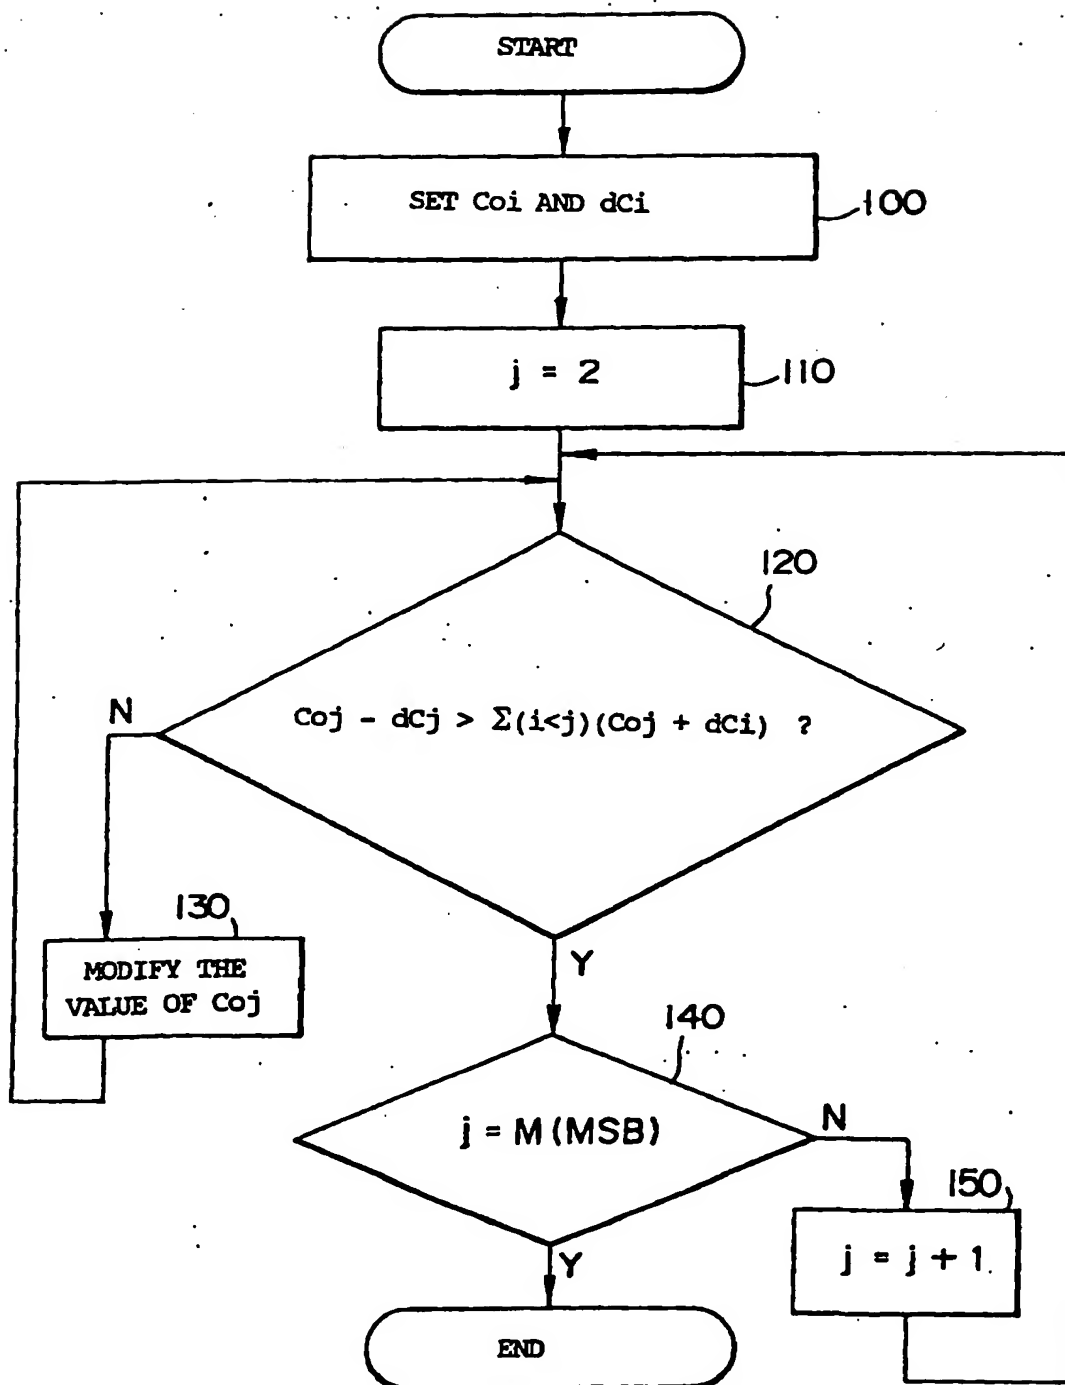 START
SET Coi AND dCi
100
j = 2
110
120
N
Coj - dCj > Σ(i<j)(Coj + dCi) ?
130
MODIFY THE
VALUE OF Coj
Y
140
j = M (MSB)
N
150
j = j + 1
Y
END